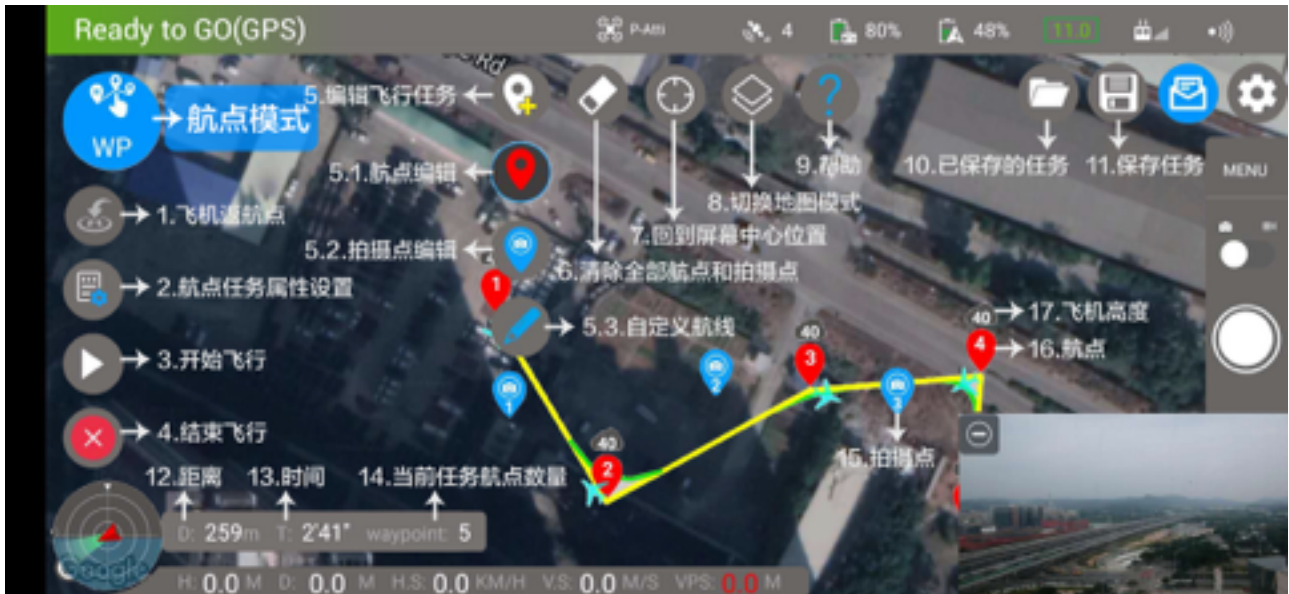 Ready to GO(GPS)
P-Atti
4
80%
48%
11.0
Rd
WP
航点模式
5.编辑飞行任务
9.帮助
10.已保存的任务
11.保存任务
MENU
5.1.航点编辑
8.切换地图模式
1.飞机返航点
7.回到屏幕中心位置
5.2.拍摄点编辑
6.清除全部航点和拍摄点
2.航点任务属性设置
1
5.3.自定义航线
40
17.飞机高度
40
3
4
16.航点
3.开始飞行
2
1
3
4.结束飞行
40
2
15.拍摄点
12.距离
13.时间
14.当前任务航点数量
D: 259m T: 2'41" waypoint: 5
Google
H: 0.0 M D: 0.0 M H.S: 0.0 KM/H V.S: 0.0 M/S VPS: 0.0 M